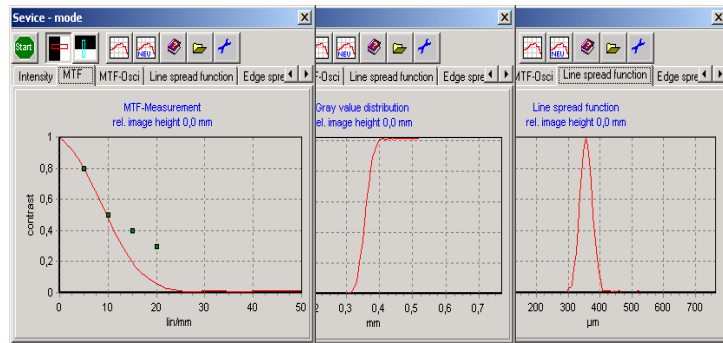 Sevice - mode
Start
NEU
NEU
NEU
Intensity MTF MTF-Osci Line spread function Edge spre
F-Osci Line spread function Edge spre
MTF-Osci Line spread function Edge spre
MTF-Measurement
rel. image height 0,0 mm
contrast
1
0,8
0,6
0,4
0,2
0
0 10 20 30 40 50
lin/mm
Gray value distribution
el. image height 0,0 mm
2 0,3 0,4 0,5 0,6 0,7
mm
Line spread function
rel. image height 0,0 mm
200 300 400 500 600 700
µm